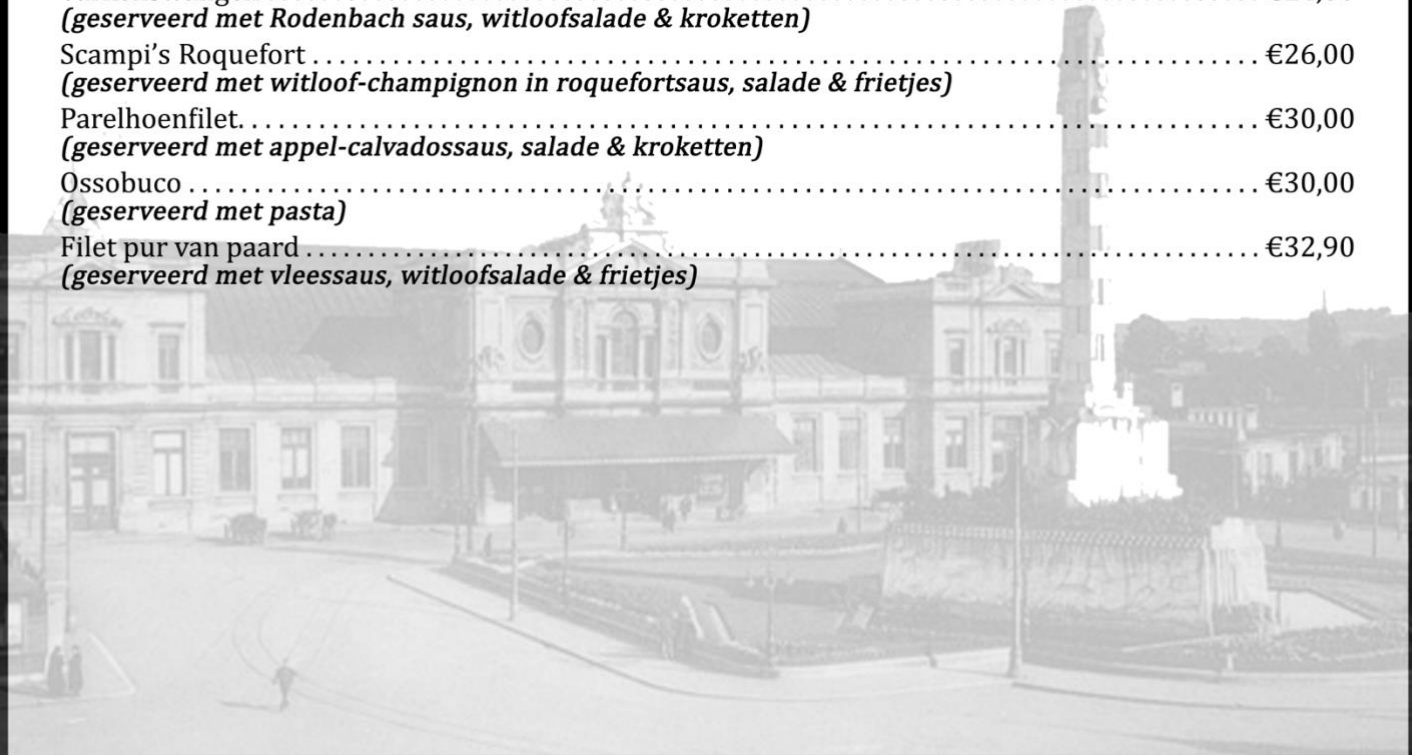 (geserveerd met Rodenbach saus, witloofsalade & kroketten)
Scampi's Roquefort . . . . . . . . . . . . . . . . . . . . . . . . . . . . . . . . . . . . . . . . €26,00
(geserveerd met witloof-champignon in roquefortsaus, salade & frietjes)
Parelhoenfilet. . . . . . . . . . . . . . . . . . . . . . . . . . . . . . . . . . . . . . . . €30,00
(geserveerd met appel-calvadossaus, salade & kroketten)
Ossobuco . . . . . . . . . . . . . . . . . . . . . . . . . . . . . . . . . . . . . . . . €30,00
(geserveerd met pasta)
Filet pur van paard . . . . . . . . . . . . . . . . . . . . . . . . . . . . . . . . . . . . . . . . €32,90
(geserveerd met vleessaus, witloofsalade & frietjes)